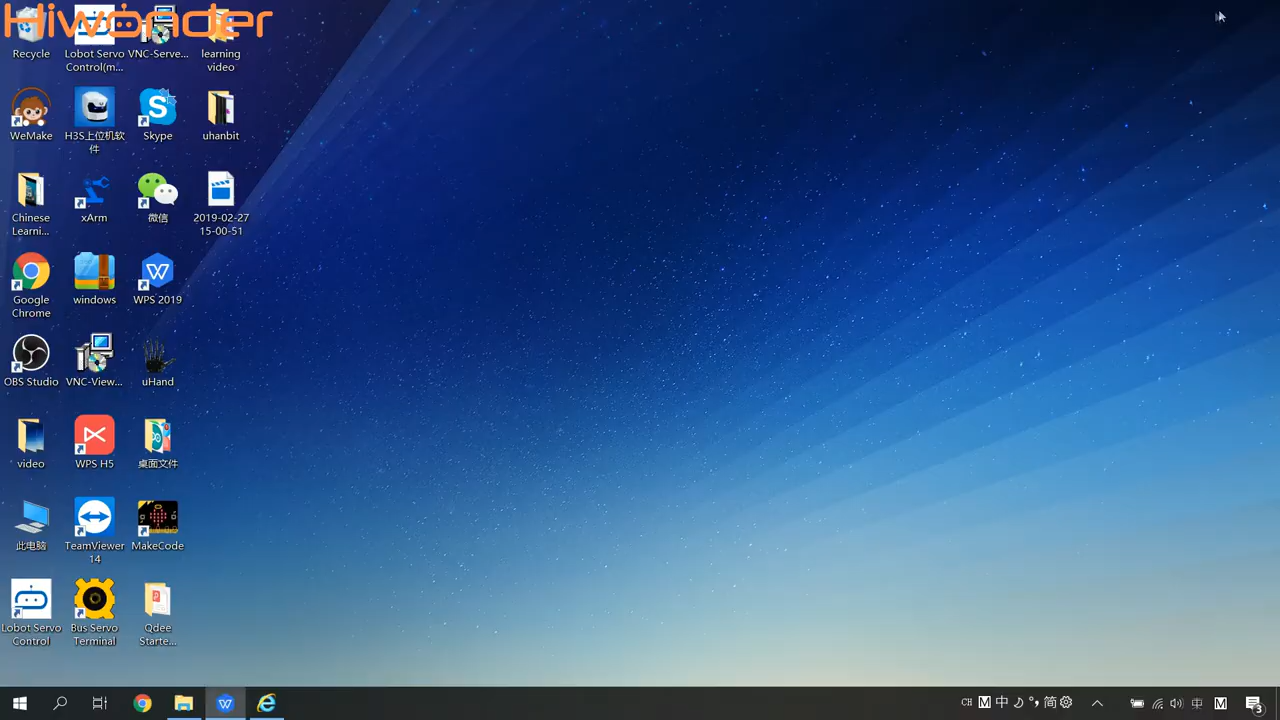 Hiwonder
Recycle
Lobot Servo
Control(m...
VNC-Serve...
learning
video
WeMake
H3S上位机软
件
Skype
uhanbit
Chinese
Learni...
xArm
微信
2019-02-27
15-00-51
Google
Chrome
windows
WPS 2019
OBS Studio
VNC-View...
uHand
video
WPS H5
桌面文件
此电脑
TeamViewer
14
MakeCode
Lobot Servo
Control
Bus Servo
Terminal
Qdee
Starte...
CH M 中 简
M
3